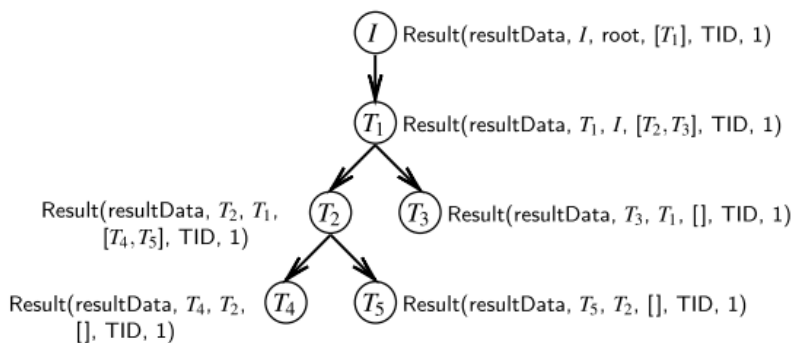 I Result(resultData, I, root, [T₁], TID, 1)
T₁ Result(resultData, T₁, I, [T₂,T₃], TID, 1)
Result(resultData, T₂, T₁,
[T₄,T₅], TID, 1)
T₂
T₃ Result(resultData, T₃, T₁, [], TID, 1)
Result(resultData, T₄, T₂,
[], TID, 1)
T₄
T₅ Result(resultData, T₅, T₂, [], TID, 1)